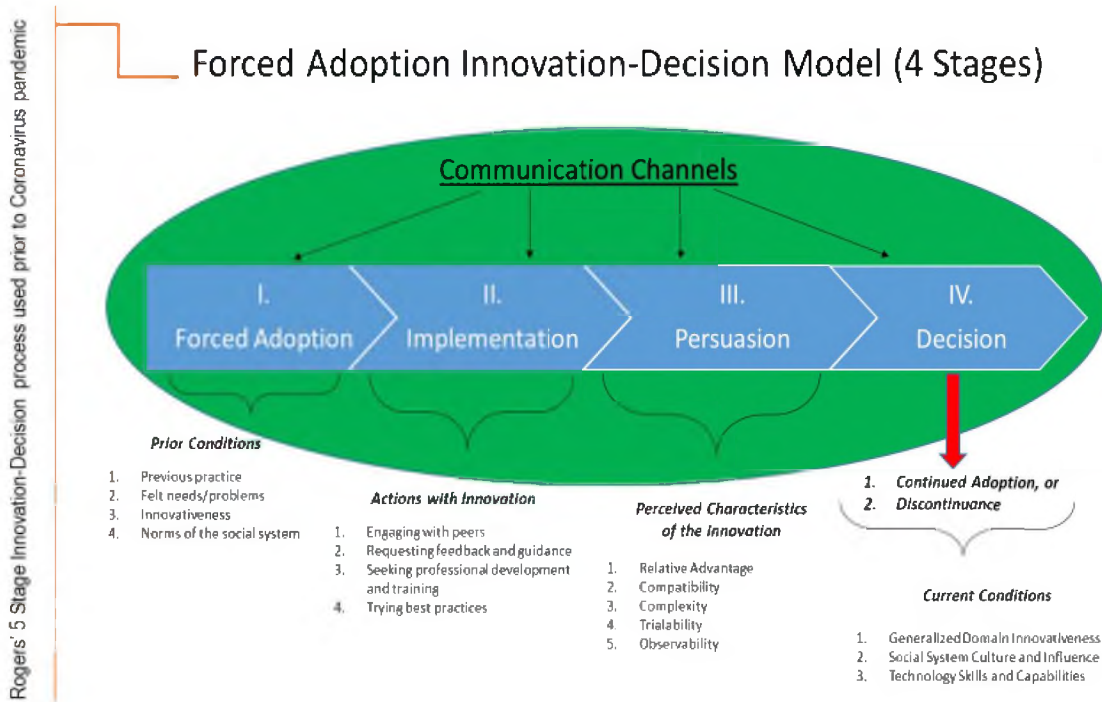 Rogers' 5 Stage Innovation-Decision process used prior to Coronavirus pandemic
Forced Adoption Innovation-Decision Model (4 Stages)
Communication Channels
I.
Forced Adoption
II.
Implementation
III.
Persuasion
IV.
Decision
Prior Conditions
1. Previous practice
2. Felt needs/problems
3. Innovativeness
4. Norms of the social system
Actions with Innovation
1. Engaging with peers
2. Requesting feedback and guidance
3. Seeking professional development
and training
4. Trying best practices
Perceived Characteristics
of the Innovation
1. Relative Advantage
2. Compatibility
3. Complexity
4. Trialability
5. Observability
1. Continued Adoption, or
2. Discontinuance
Current Conditions
1. Generalized Domain Innovativeness
2. Social System Culture and Influence
3. Technology Skills and Capabilities